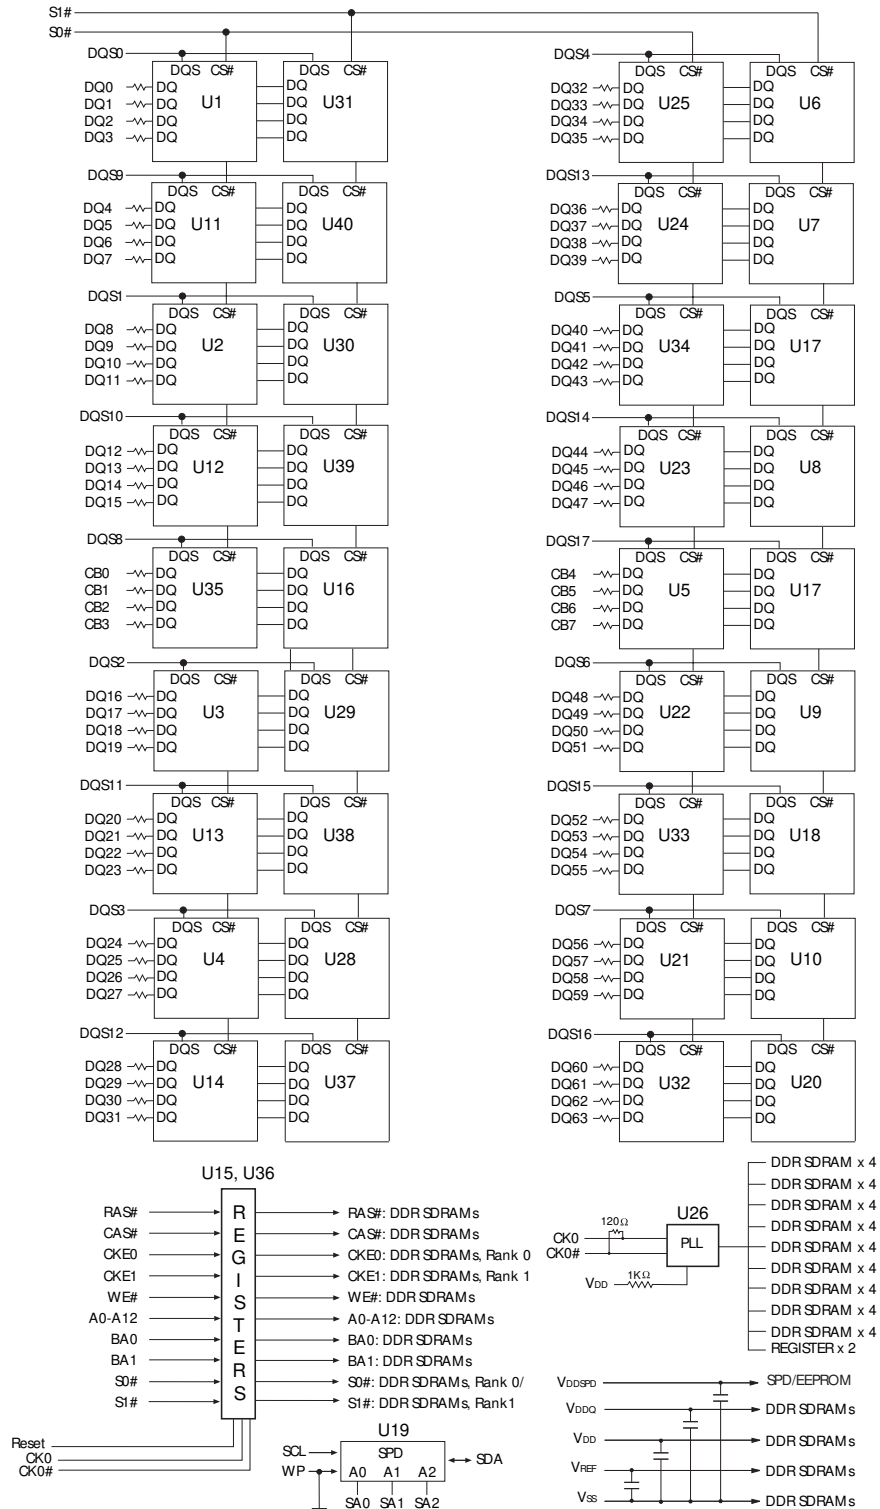 S1#
S0#
DQS0
DQS CS#
DQ0 DQ DQ
DQ1 DQ U1 DQ U31
DQ2 DQ DQ
DQ3 DQ DQ
DQS9
DQS CS#
DQ4 DQ DQ
DQ5 DQ U11 DQ U40
DQ6 DQ DQ
DQ7 DQ DQ
DQS1
DQS CS#
DQ8 DQ DQ
DQ9 DQ U2 DQ U30
DQ10 DQ DQ
DQ11 DQ DQ
DQS10
DQS CS# DQS CS#
DQ12 DQ DQ
DQ13 DQ U12 DQ U39
DQ14 DQ DQ
DQ15 DQ DQ
DQS8
DQS CS# DQS CS#
CB0 DQ DQ
CB1 DQ U35 DQ U16
CB2 DQ DQ
CB3 DQ DQ
DQS2
DQS CS# DQS CS#
DQ16 DQ DQ
DQ17 DQ U3 DQ U29
DQ18 DQ DQ
DQ19 DQ DQ
DQS11
DQS CS# DQS CS#
DQ20 DQ DQ
DQ21 DQ U13 DQ U38
DQ22 DQ DQ
DQ23 DQ DQ
DQS3
DQS CS# DQS CS#
DQ24 DQ DQ
DQ25 DQ U4 DQ U28
DQ26 DQ DQ
DQ27 DQ DQ
DQS12
DQS CS# DQS CS#
DQ28 DQ DQ
DQ29 DQ U14 DQ U37
DQ30 DQ DQ
DQ31 DQ DQ
DQS4
DQS CS# DQS CS#
DQ32 DQ DQ
DQ33 DQ U25 DQ U6
DQ34 DQ DQ
DQ35 DQ DQ
DQS13
DQS CS# DQS CS#
DQ36 DQ DQ
DQ37 DQ U24 DQ U7
DQ38 DQ DQ
DQ39 DQ DQ
DQS5
DQS CS# DQS CS#
DQ40 DQ DQ
DQ41 DQ U34 DQ U17
DQ42 DQ DQ
DQ43 DQ DQ
DQS14
DQS CS# DQS CS#
DQ44 DQ DQ
DQ45 DQ U23 DQ U8
DQ46 DQ DQ
DQ47 DQ DQ
DQS17
DQS CS# DQS CS#
CB4 DQ DQ
CB5 DQ U5 DQ U17
CB6 DQ DQ
CB7 DQ DQ
DQS6
DQS CS# DQS CS#
DQ48 DQ DQ
DQ49 DQ U22 DQ U9
DQ50 DQ DQ
DQ51 DQ DQ
DQS15
DQS CS# DQS CS#
DQ52 DQ DQ
DQ53 DQ U33 DQ U18
DQ54 DQ DQ
DQ55 DQ DQ
DQS7
DQS CS# DQS CS#
DQ56 DQ DQ
DQ57 DQ U21 DQ U10
DQ58 DQ DQ
DQ59 DQ DQ
DQS16
DQS CS# DQS CS#
DQ60 DQ DQ
DQ61 DQ U32 DQ U20
DQ62 DQ DQ
DQ63 DQ DQ
U15, U36
REGISTERS
RAS# RAS#: DDR SDRAMs
CAS# CAS#: DDR SDRAMs
CKE0 CKE0: DDR SDRAMs, Rank 0
CKE1 CKE1: DDR SDRAMs, Rank 1
WE# WE#: DDR SDRAMs
A0-A12 A0-A12: DDR SDRAMs
BA0 BA0: DDR SDRAMs
BA1 BA1: DDR SDRAMs
S0# S0#: DDR SDRAMs, Rank 0/
S1# S1#: DDR SDRAMs, Rank1
Reset
CK0
CK0#
U19
SCL SPD SDA
WP A0 A1 A2
SA0 SA1 SA2
U26
120Ω
CK0
CK0#
PLL
VDD 1KΩ
DDR SDRAM x 4
DDR SDRAM x 4
DDR SDRAM x 4
DDR SDRAM x 4
DDR SDRAM x 4
DDR SDRAM x 4
DDR SDRAM x 4
DDR SDRAM x 4
DDR SDRAM x 4
REGISTER x 2
VDDSPD SPD/EEPROM
VDDQ DDR SDRAMs
VDD DDR SDRAMs
VREF DDR SDRAMs
VSS DDR SDRAMs